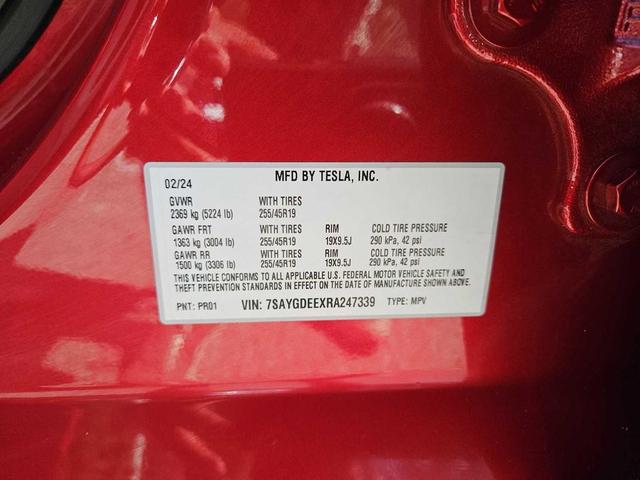 MFD BY TESLA, INC.
02/24
GVWR WITH TIRES
2369 kg (5224 lb) 255/45R19
GAWR FRT WITH TIRES RIM COLD TIRE PRESSURE
1363 kg (3004 lb) 255/45R19 19X9.5J 290 kPa, 42 psi
GAWR RR WITH TIRES RIM COLD TIRE PRESSURE
1500 kg (3306 lb) 255/45R19 19X9.5J 290 kPa, 42 psi
THIS VEHICLE CONFORMS TO ALL APPLICABLE U.S. FEDERAL MOTOR VEHICLE SAFETY AND
THEFT PREVENTION STANDARDS IN EFFECT ON THE DATE OF MANUFACTURE SHOWN ABOVE.
PNT: PR01 VIN: 7SAYGDEEXRA247339 TYPE: MPV